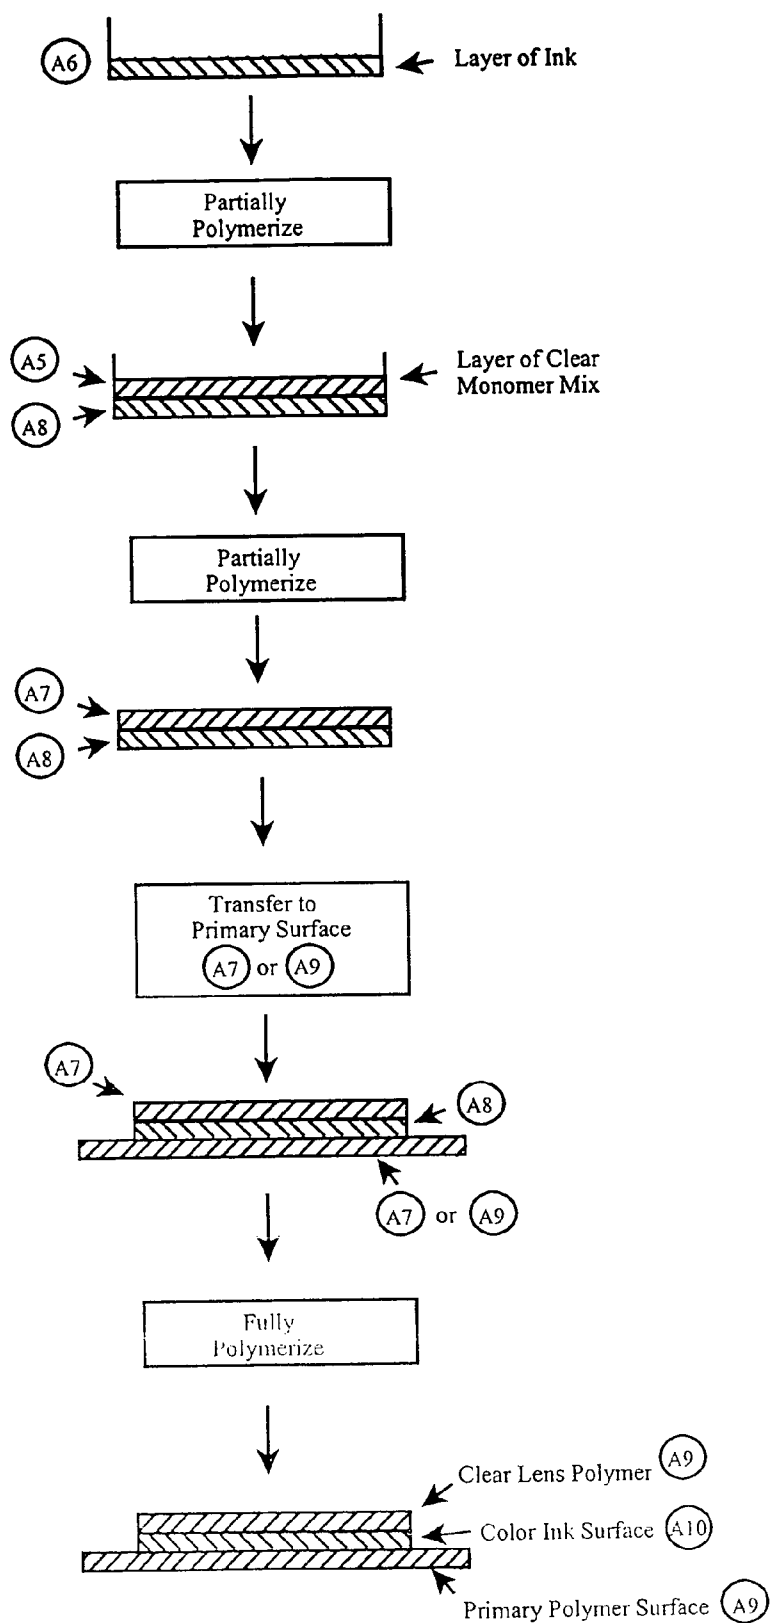 A6
Layer of Ink
Partially
Polymerize
A5
Layer of Clear
Monomer Mix
A8
Partially
Polymerize
A7
A8
Transfer to
Primary Surface
A7 or A9
A7
A8
A7 or A9
Fully
Polymerize
Clear Lens Polymer A9
Color Ink Surface A10
Primary Polymer Surface A9